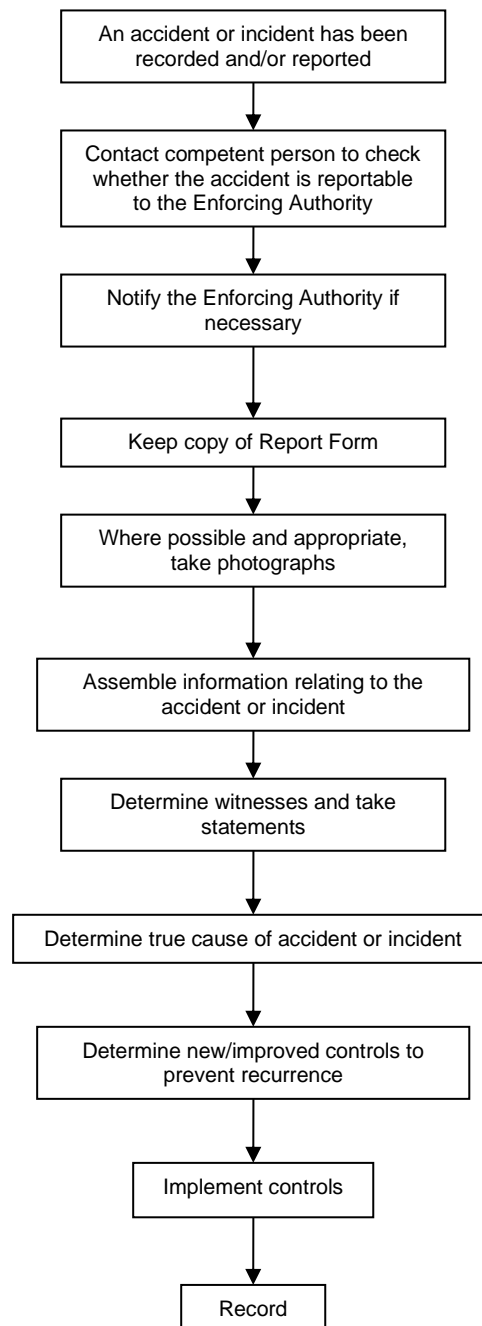 An accident or incident has been
recorded and/or reported
Contact competent person to check
whether the accident is reportable
to the Enforcing Authority
Notify the Enforcing Authority if
necessary
Keep copy of Report Form
Where possible and appropriate,
take photographs
Assemble information relating to the
accident or incident
Determine witnesses and take
statements
Determine true cause of accident or incident
Determine new/improved controls to
prevent recurrence
Implement controls
Record